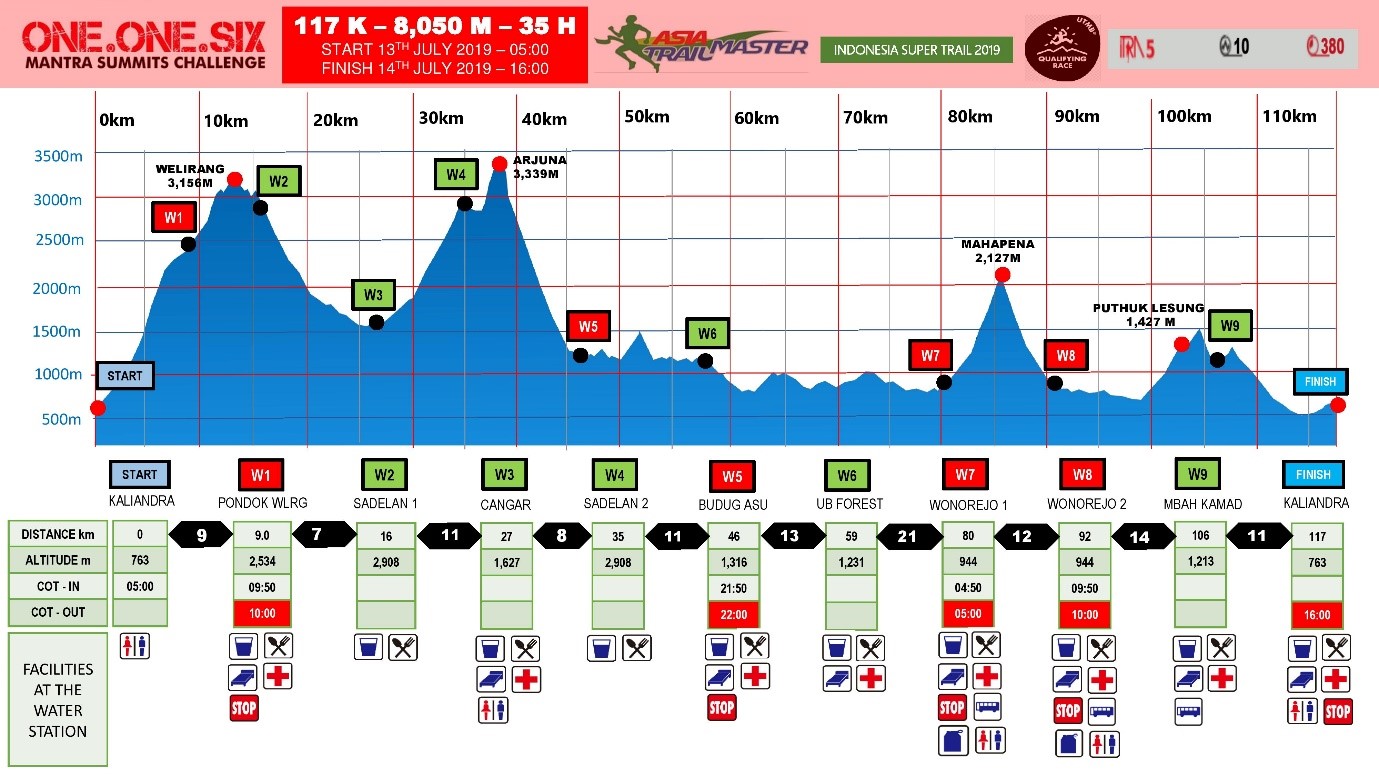 ONE.ONE.SIX
MANTRA SUMMITS CHALLENGE
117 K – 8,050 M – 35 H
START 13TH JULY 2019 – 05:00
FINISH 14TH JULY 2019 – 16:00
ASIA
TRAILMASTER
INDONESIA SUPER TRAIL 2019
UTMB®
QUALIFYING
RACE
ITRA 5
10
380
0km 10km 20km 30km 40km 50km 60km 70km 80km 90km 100km 110km
3500m
3000m
2500m
2000m
1500m
1000m
500m
WELIRANG
3,156M
ARJUNA
3,339M
MAHAPENA
2,127M
PUTHUK LESUNG
1,427 M
START
W1
W2
W3
W4
W5
W6
W7
W8
W9
FINISH
START W1 W2 W3 W4 W5 W6 W7 W8 W9 FINISH
KALIANDRA PONDOK WLRG SADELAN 1 CANGAR SADELAN 2 BUDUG ASU UB FOREST WONOREJO 1 WONOREJO 2 MBAH KAMAD KALIANDRA
DISTANCE km 0 9 9.0 7 16 11 27 8 35 11 46 13 59 21 80 12 92 14 106 11 117
ALTITUDE m 763 2,534 2,908 1,627 2,908 1,316 1,231 944 944 1,213 763
COT - IN 05:00 09:50 21:50 04:50 09:50
COT - OUT 10:00 22:00 05:00 10:00 16:00
FACILITIES
AT THE
WATER
STATION
STOP
STOP
STOP
STOP
STOP